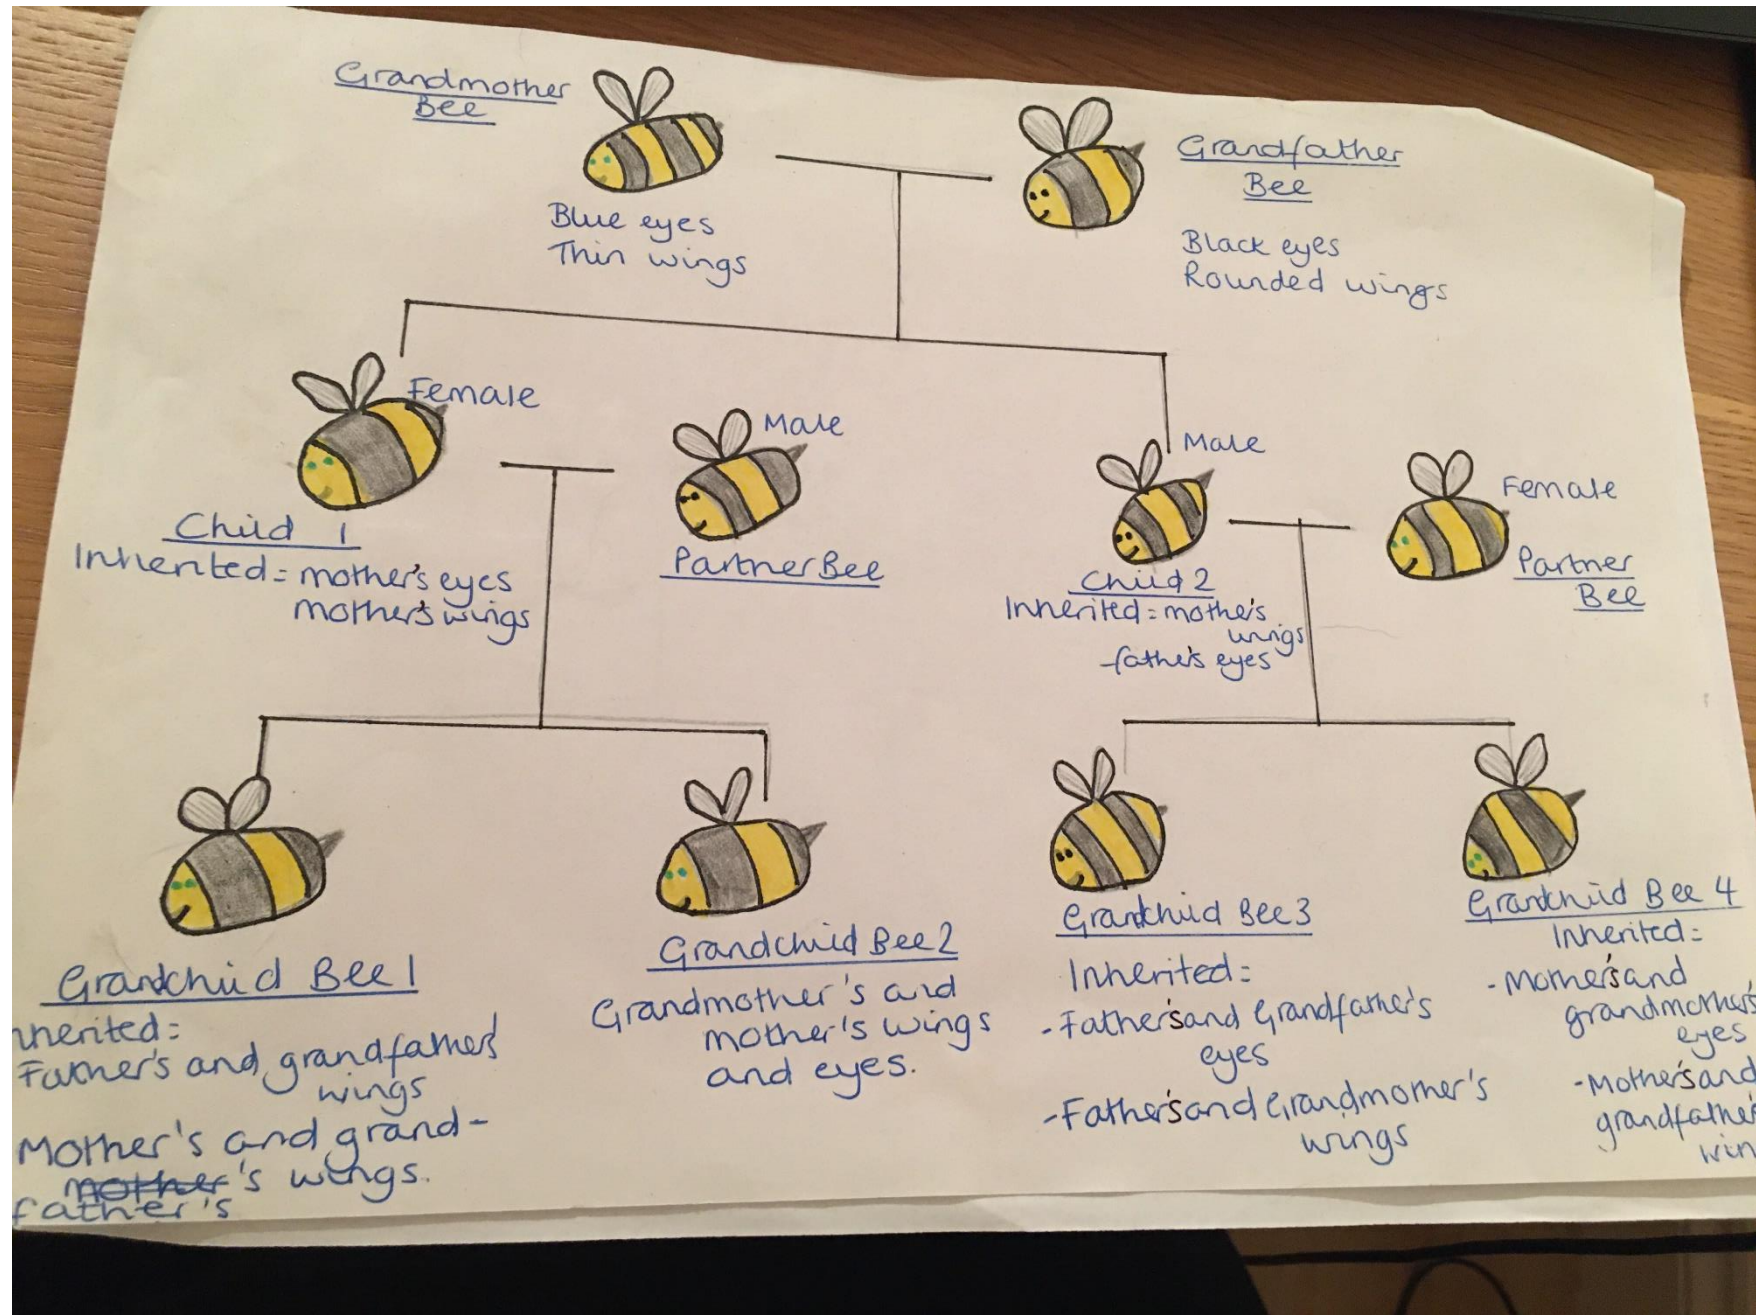 Grandmother
Bee
Blue eyes
Thin wings
Grandfather
Bee
Black eyes
Rounded wings
Female
Child 1
Inherited = mother's eyes
mother's wings
Male
Partner Bee
Male
Child 2
Inherited = mother's
wings
father's eyes
Female
Partner
Bee
Grandchild Bee 1
nherited =
Father's and grandfather's
wings
Mother's and grand-
mother's wings.
father's
Grandchild Bee 2
Grandmother's and
mother's wings
and eyes.
Grandchild Bee 3
Inherited =
- Father's and Grandfather's
eyes
- Father's and Grandmother's
wings
Grandchild Bee 4
Inherited =
- Mother's and
grandmother's
eyes
- Mother's and
grandfather
win